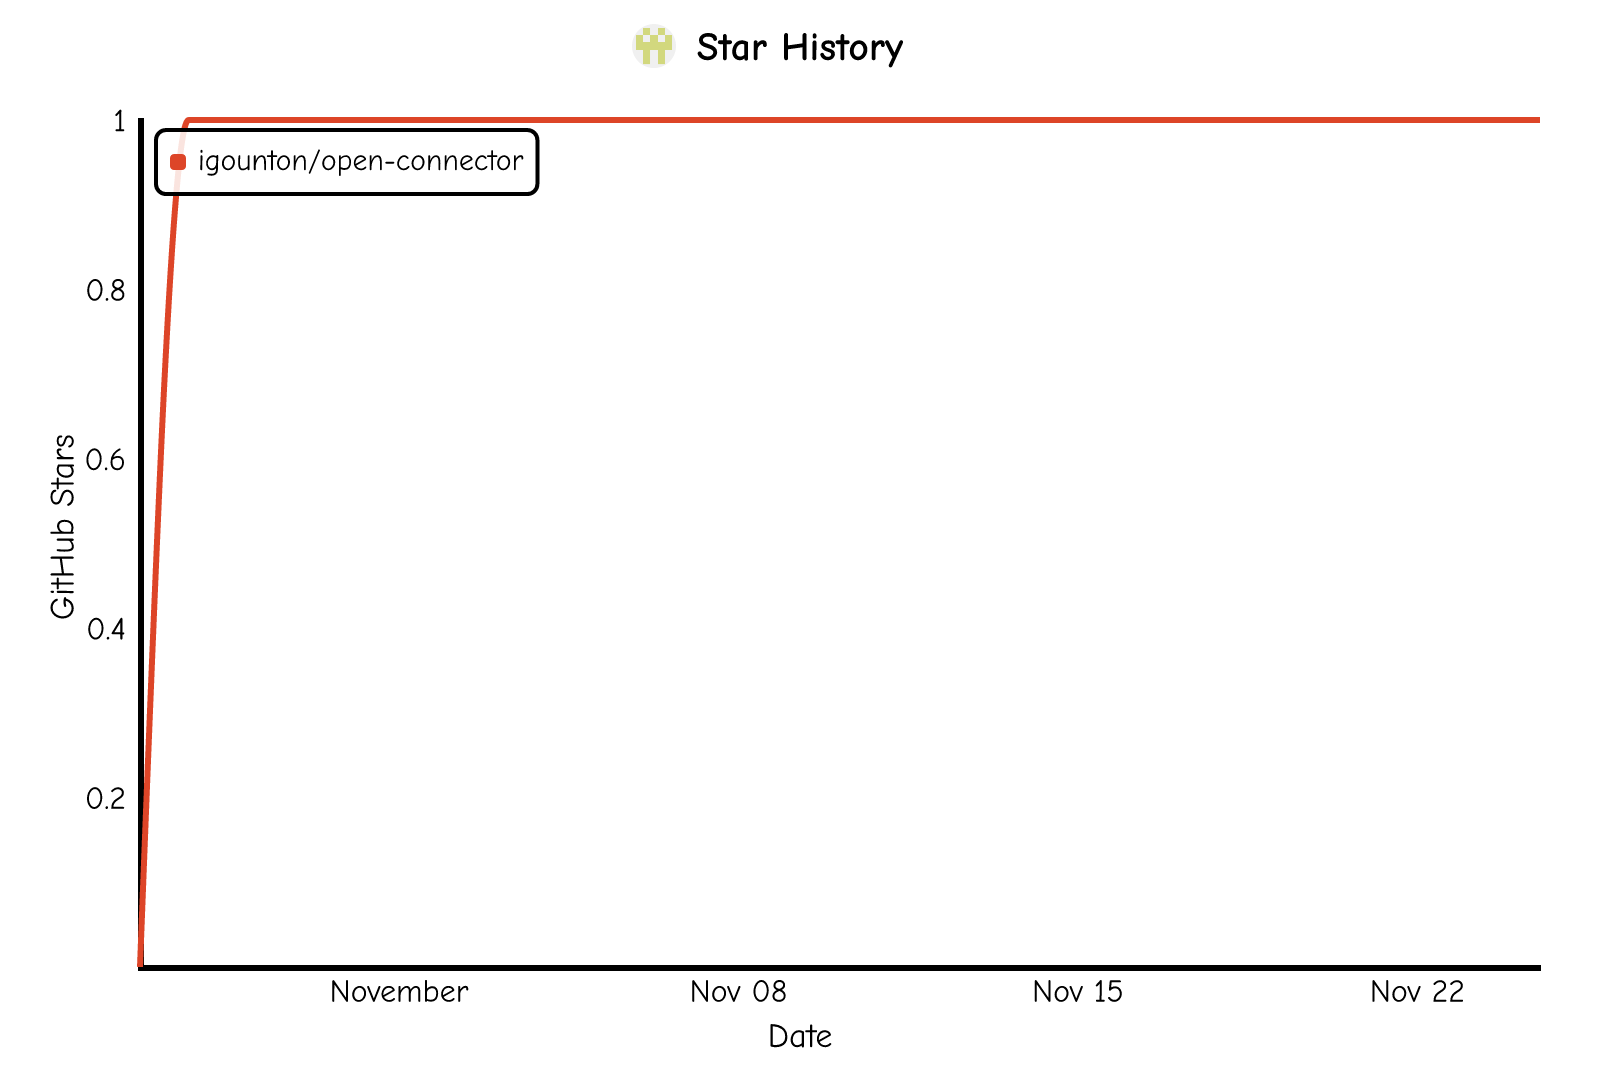 Star History
igounton/open-connector
1
0.8
0.6
0.4
0.2
GitHub Stars
November
Nov 08
Nov 15
Nov 22
Date